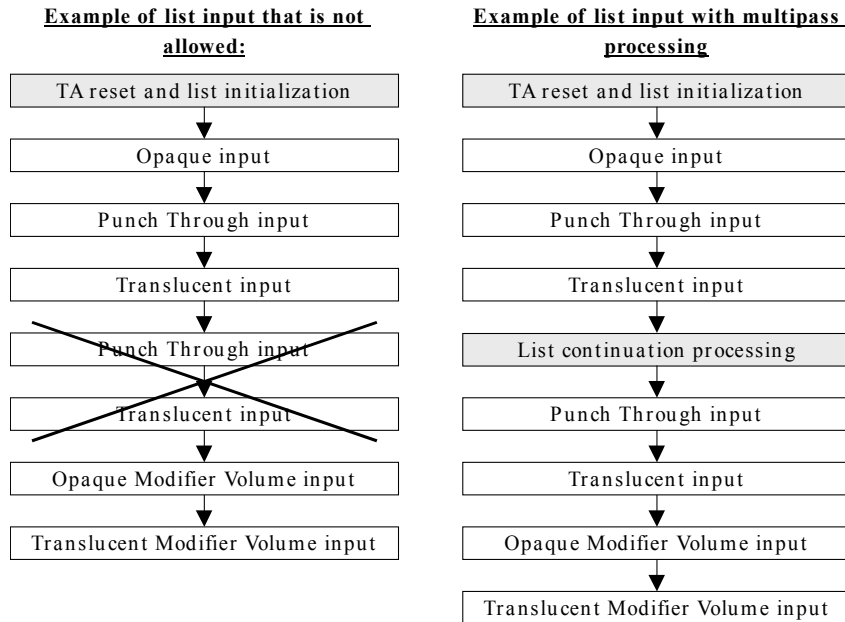 Example of list input that is not
allowed:
TA reset and list initialization
Opaque input
Punch Through input
Translucent input
Punch Through input
Translucent input
Opaque Modifier Volume input
Translucent Modifier Volume input
Example of list input with multipass
processing
TA reset and list initialization
Opaque input
Punch Through input
Translucent input
List continuation processing
Punch Through input
Translucent input
Opaque Modifier Volume input
Translucent Modifier Volume input